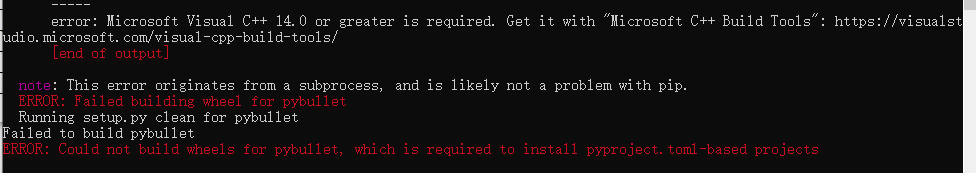 -----
error: Microsoft Visual C++ 14.0 or greater is required. Get it with "Microsoft C++ Build Tools": https://visualst
udio.microsoft.com/visual-cpp-build-tools/
[end of output]
note: This error originates from a subprocess, and is likely not a problem with pip.
ERROR: Failed building wheel for pybullet
Running setup.py clean for pybullet
Failed to build pybullet
ERROR: Could not build wheels for pybullet, which is required to install pyproject.toml-based projects